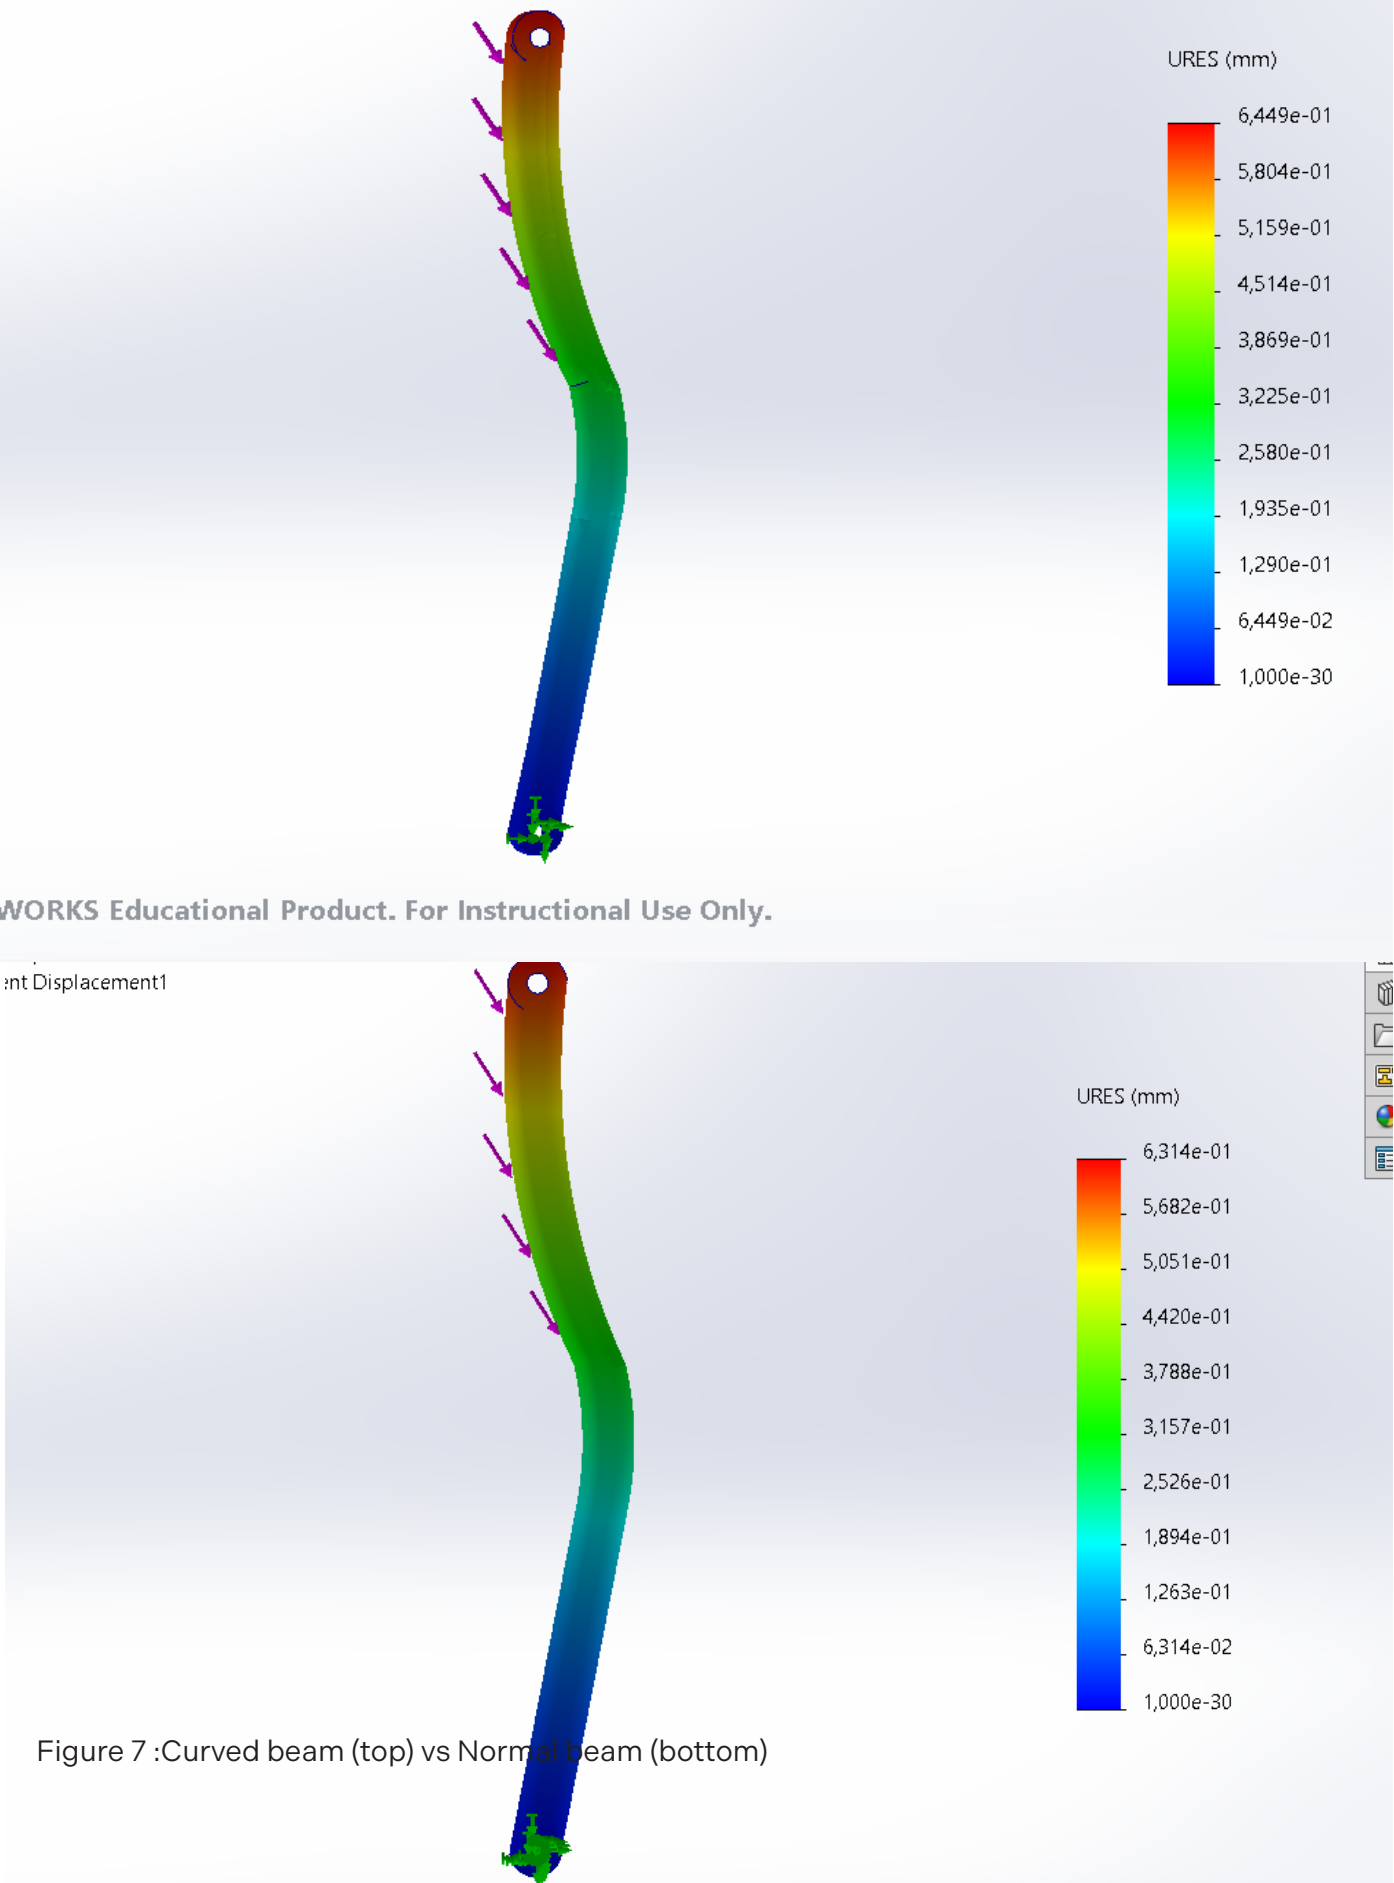 URES (mm)
6,449e-01
5,804e-01
5,159e-01
4,514e-01
3,869e-01
3,225e-01
2,580e-01
1,935e-01
1,290e-01
6,449e-02
1,000e-30
WORKS Educational Product. For Instructional Use Only.
ent Displacement1
URES (mm)
6,314e-01
5,682e-01
5,051e-01
4,420e-01
3,788e-01
3,157e-01
2,526e-01
1,894e-01
1,263e-01
6,314e-02
1,000e-30
Figure 7 :Curved beam (top) vs Normal beam (bottom)